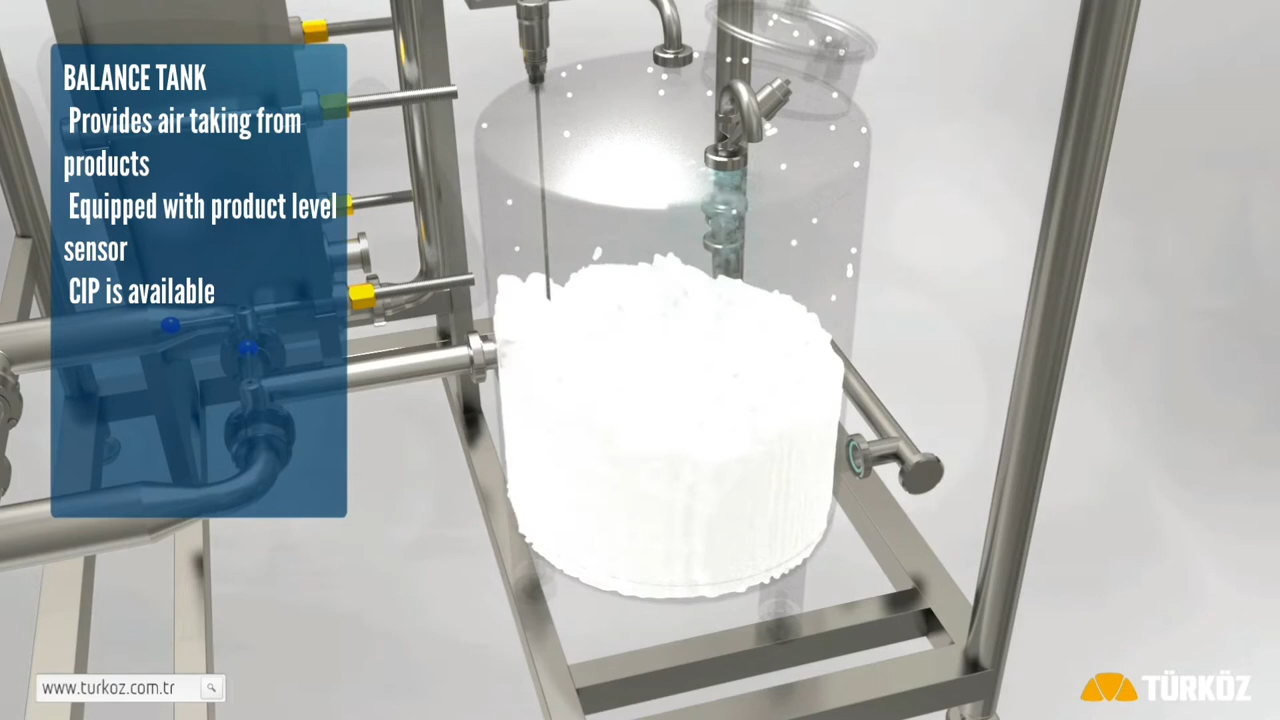 BALANCE TANK
Provides air taking from
products
Equipped with product level
sensor
CIP is available
www.turkoz.com.tr
TÜRKÖZ